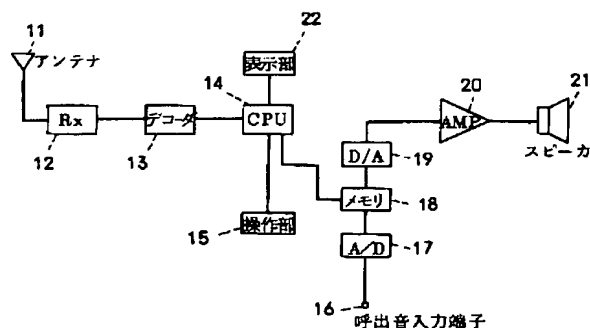 11
アンテナ
22
表示部
14
CPU
20
AMP
21
スピーカ
Rx
デコーダ
12
13
D/A
19
メモリ
18
15
操作部
A/D
17
16
呼出音入力端子